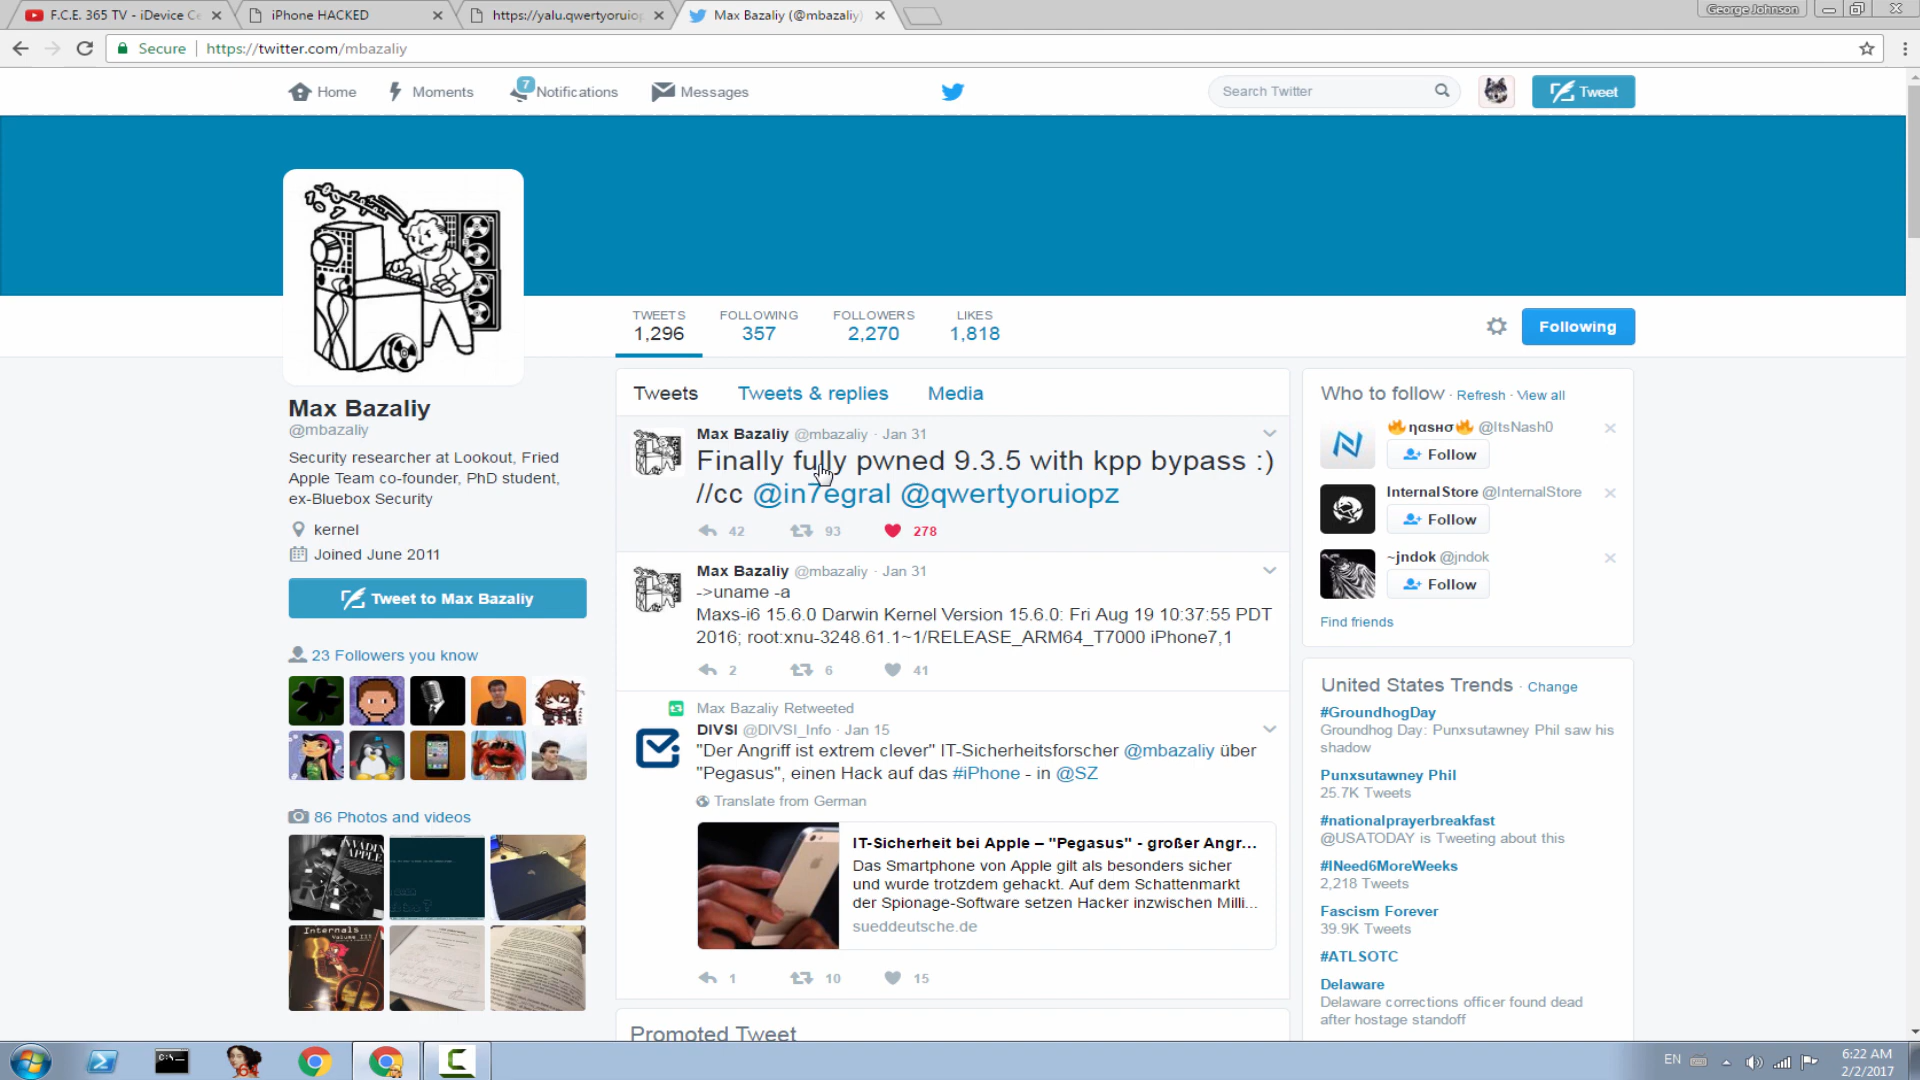 F.C.E. 365 TV - iDevice Ce
iPhone HACKED
https://yalu.qwertyoruiop
Max Bazaliy (@mbazaliy)
George Johnson
Secure
https://twitter.com/mbazaliy
Home
Moments
7
Notifications
Messages
Search Twitter
Tweet
TWEETS
1,296
FOLLOWING
357
FOLLOWERS
2,270
LIKES
1,818
Following
Max Bazaliy
@mbazaliy
Security researcher at Lookout, Fried
Apple Team co-founder, PhD student,
ex-Bluebox Security
kernel
Joined June 2011
Tweet to Max Bazaliy
23 Followers you know
86 Photos and videos
Internals
Volume III
Tweets
Tweets & replies
Media
Max Bazaliy @mbazaliy · Jan 31
Finally fully pwned 9.3.5 with kpp bypass :)
//cc @in7egral @qwertyoruiopz
42
93
278
Max Bazaliy @mbazaliy · Jan 31
->uname -a
Maxs-i6 15.6.0 Darwin Kernel Version 15.6.0: Fri Aug 19 10:37:55 PDT
2016; root:xnu-3248.61.1~1/RELEASE_ARM64_T7000 iPhone7,1
2
6
41
Max Bazaliy Retweeted
DIVSI @DIVSI_Info · Jan 15
"Der Angriff ist extrem clever" IT-Sicherheitsforscher @mbazaliy über
"Pegasus", einen Hack auf das #iPhone - in @SZ
Translate from German
IT-Sicherheit bei Apple – "Pegasus" - großer Angr...
Das Smartphone von Apple gilt als besonders sicher
und wurde trotzdem gehackt. Auf dem Schattenmarkt
der Spionage-Software setzen Hacker inzwischen Milli...
sueddeutsche.de
1
10
15
Promoted Tweet
Who to follow · Refresh · View all
ηαѕнσ @ItsNash0
Follow
InternalStore @InternalStore
Follow
~jndok @jndok
Follow
Find friends
United States Trends · Change
#GroundhogDay
Groundhog Day: Punxsutawney Phil saw his
shadow
Punxsutawney Phil
25.7K Tweets
#nationalprayerbreakfast
@USATODAY is Tweeting about this
#INeed6MoreWeeks
2,218 Tweets
Fascism Forever
39.9K Tweets
#ATLSOTC
Delaware
Delaware corrections officer found dead
after hostage standoff
EN
6:22 AM
2/2/2017